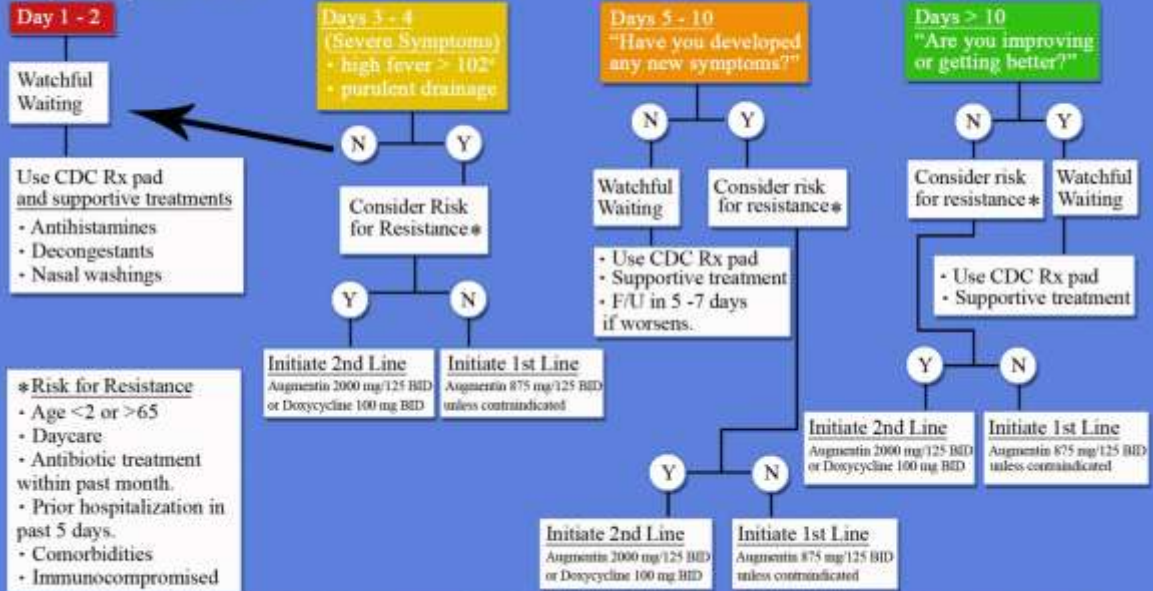 Day 1 - 2
Watchful
Waiting
Use CDC Rx pad
and supportive treatments
· Antihistamines
· Decongestants
· Nasal washings
*Risk for Resistance
· Age <2 or >65
· Daycare
· Antibiotic treatment
within past month.
· Prior hospitalization in
past 5 days.
· Comorbidities
· Immunocompromised
Days 3 - 4
(Severe Symptoms)
· high fever > 102°
· purulent drainage
N
Y
Consider Risk
for Resistance*
Y
N
Initiate 2nd Line
Augmentin 2000 mg/125 BID
or Doxycycline 100 mg BID
Initiate 1st Line
Augmentin 875 mg/125 BID
unless contraindicated
Days 5 - 10
"Have you developed
any new symptoms?"
N
Y
Watchful
Waiting
Consider risk
for resistance*
· Use CDC Rx pad
· Supportive treatment
· F/U in 5 -7 days
if worsens.
Y
N
Initiate 2nd Line
Augmentin 2000 mg/125 BID
or Doxycycline 100 mg BID
Initiate 1st Line
Augmentin 875 mg/125 BID
unless contraindicated
Days > 10
"Are you improving
or getting better?"
N
Y
Consider risk
for resistance*
Watchful
Waiting
· Use CDC Rx pad
· Supportive treatment
Y
N
Initiate 2nd Line
Augmentin 2000 mg/125 BID
or Doxycycline 100 mg BID
Initiate 1st Line
Augmentin 875 mg/125 BID
unless contraindicated